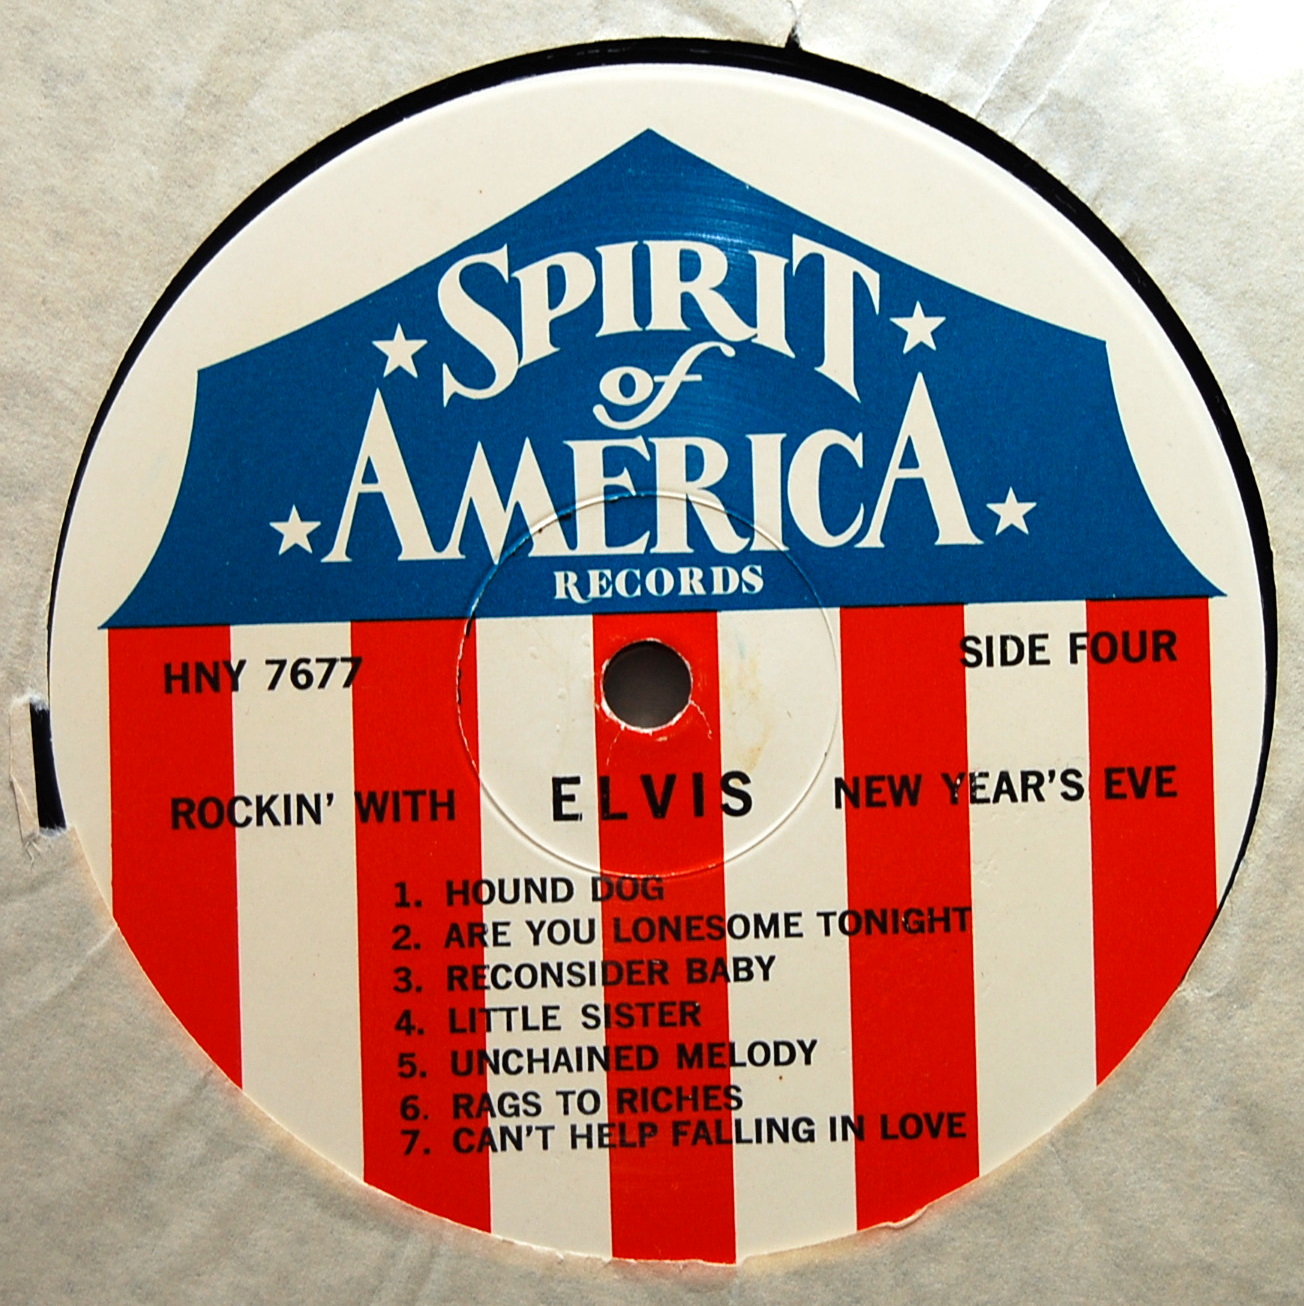 SPIRIT
of
AMERICA
RECORDS
HNY 7677 SIDE FOUR
ROCKIN' WITH ELVIS NEW YEAR'S EVE
1. HOUND DOG
2. ARE YOU LONESOME TONIGHT
3. RECONSIDER BABY
4. LITTLE SISTER
5. UNCHAINED MELODY
6. RAGS TO RICHES
7. CAN'T HELP FALLING IN LOVE